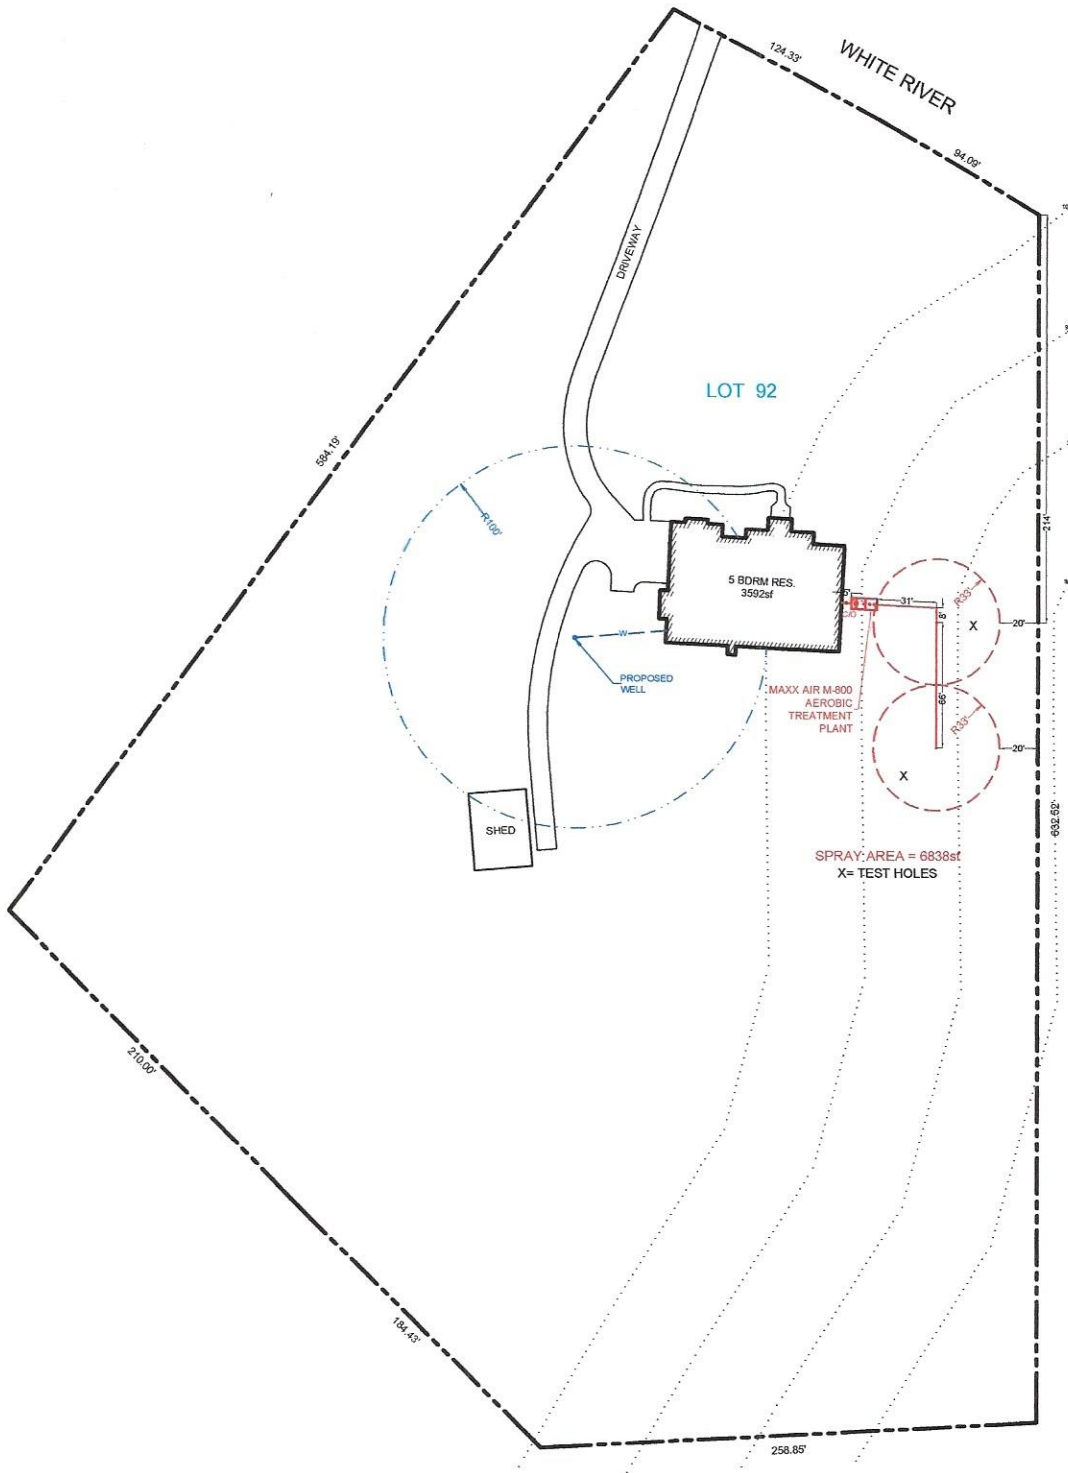 124.33'
WHITE RIVER
94.09'
DRIVEWAY
LOT 92
584.19'
R100'
214'
5 BDRM RES.
3592sf
5'
C/O
31'
8'
R33'
X
20'
W
PROPOSED
WELL
MAXX AIR M-800
AEROBIC
TREATMENT
PLANT
66'
R33'
20'
X
632.52'
SHED
SPRAY AREA = 6838sf
X= TEST HOLES
210.00'
184.43'
258.85'